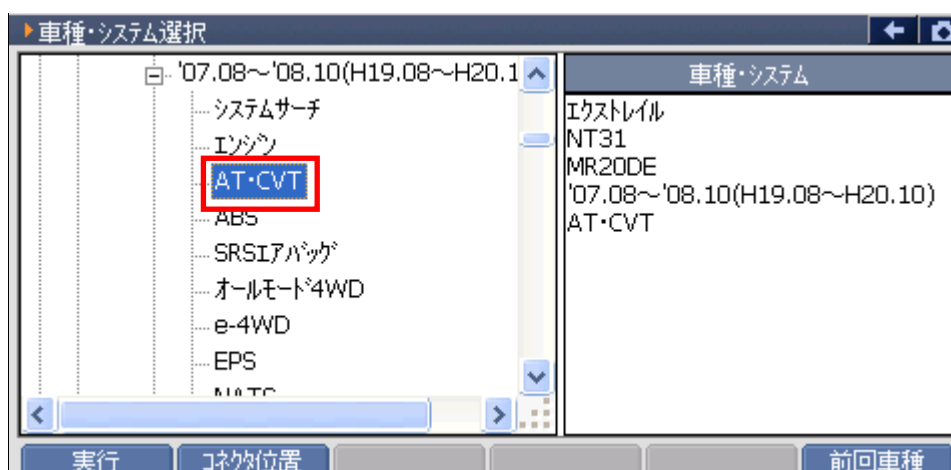 車種・システム選択
'07.08～'08.10(H19.08～H20.1
システムサーチ
エンジン
AT・CVT
ABS
SRSエアバッグ
オールモード4WD
e-4WD
EPS
NATS
車種・システム
エクストレイル
NT31
MR20DE
'07.08～'08.10(H19.08～H20.10)
AT・CVT
実行
コネクタ位置
前回車種